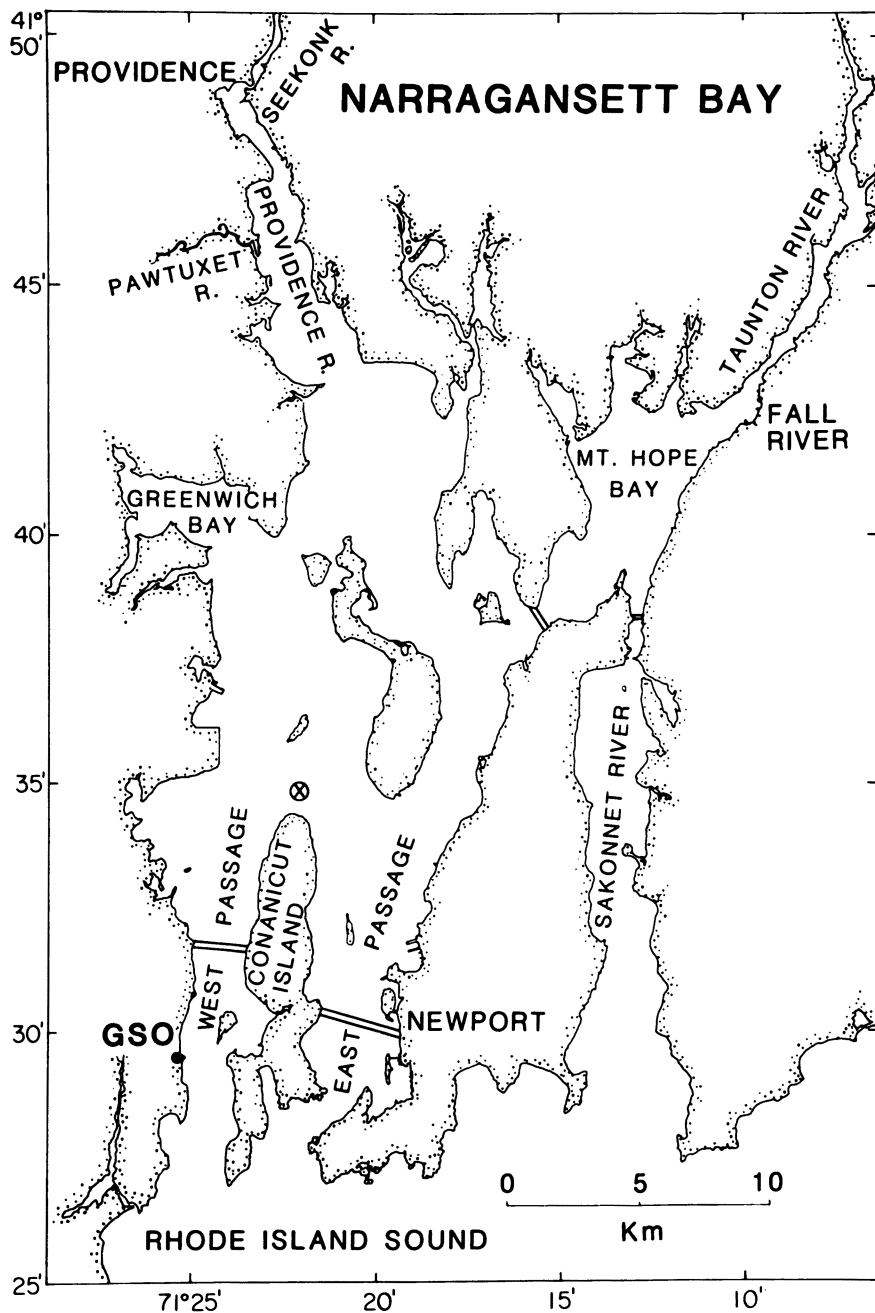 41°
50'
PROVIDENCE
SEEKONK
R.
NARRAGANSETT BAY
PROVIDENCE R.
PAWTUXET
R.
45'
TAUNTON RIVER
FALL
RIVER
MT. HOPE
BAY
GREENWICH
BAY
40'
35'
SAKONNET RIVER
WEST PASSAGE
CONANICUT
ISLAND
EAST PASSAGE
NEWPORT
GSO
30'
0 5 10
Km
RHODE ISLAND SOUND
25'
71°25' 20' 15' 10'